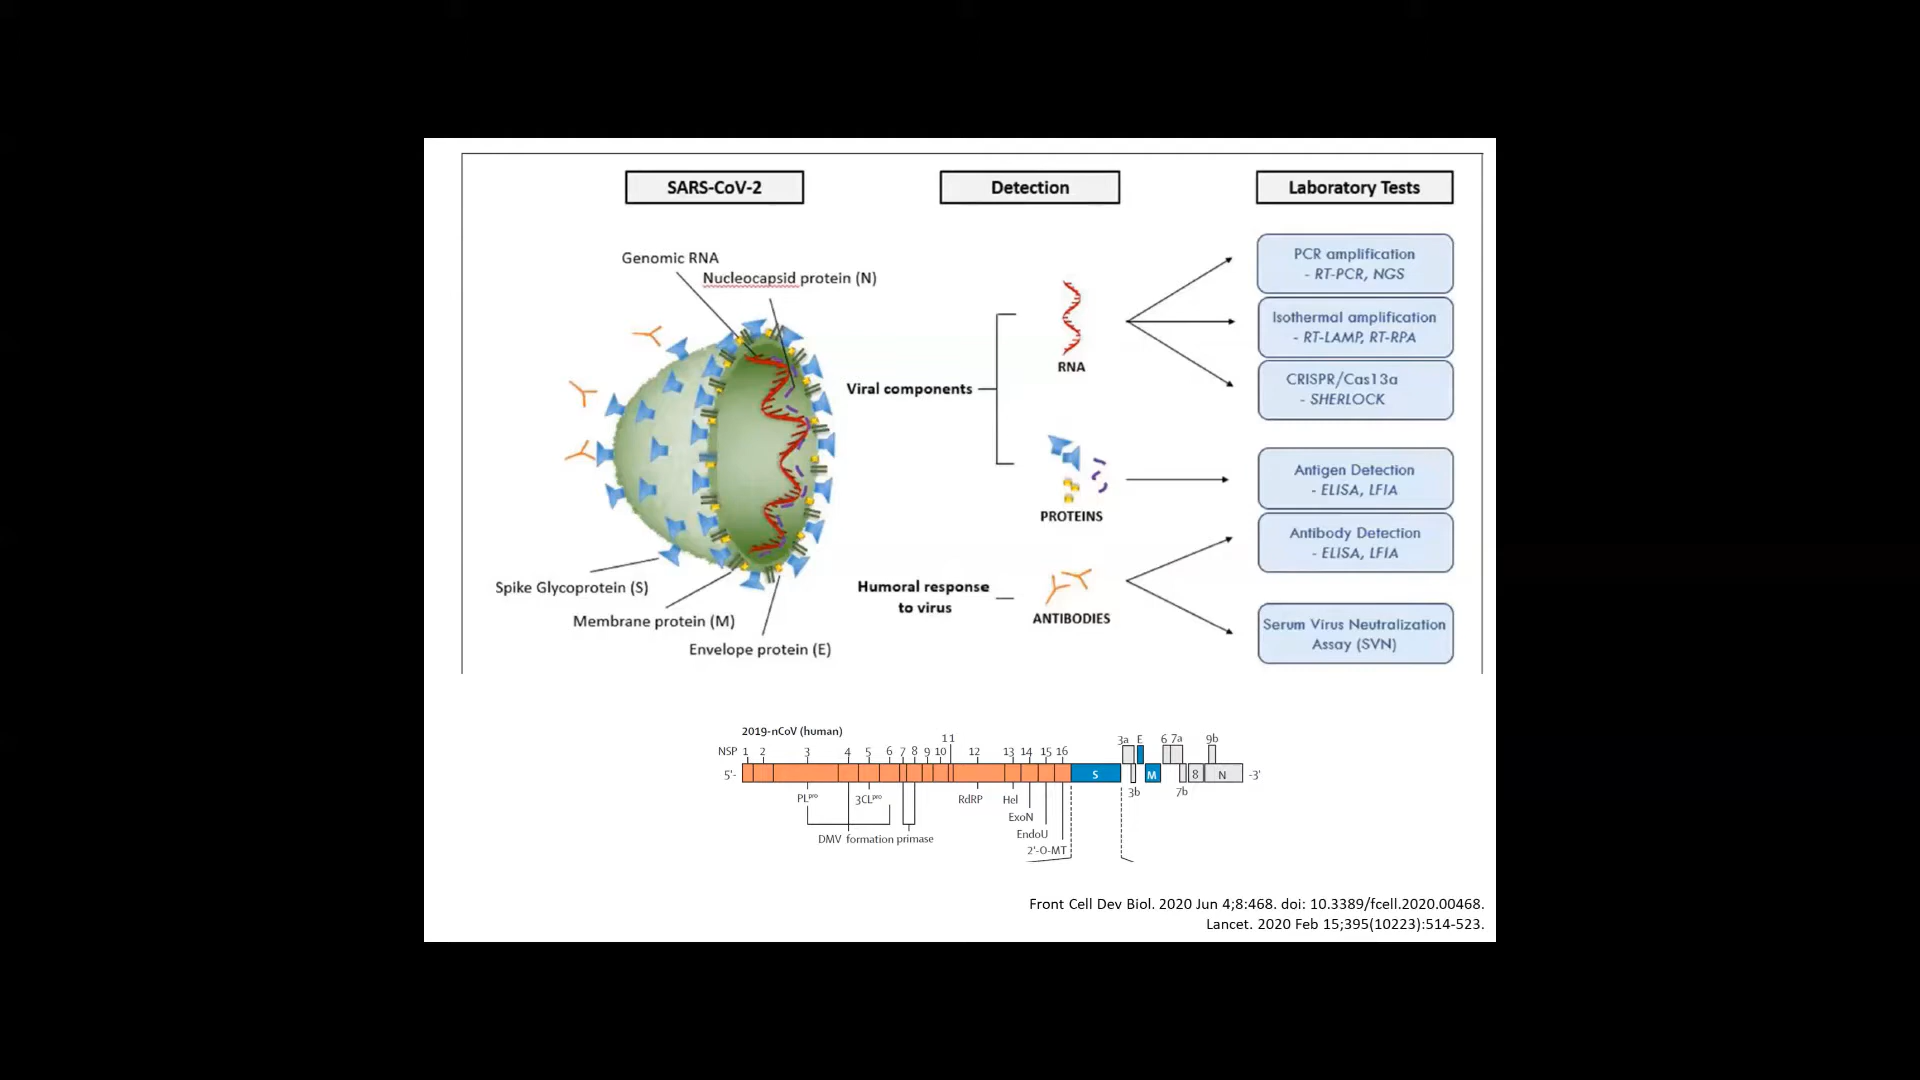 SARS-CoV-2
Detection
Laboratory Tests
Genomic RNA
Nucleocapsid protein (N)
Spike Glycoprotein (S)
Membrane protein (M)
Envelope protein (E)
Viral components
RNA
PROTEINS
Humoral response
to virus
ANTIBODIES
PCR amplification
- RT-PCR, NGS
Isothermal amplification
- RT-LAMP, RT-RPA
CRISPR/Cas13a
- SHERLOCK
Antigen Detection
- ELISA, LFIA
Antibody Detection
- ELISA, LFIA
Serum Virus Neutralization
Assay (SVN)
2019-nCoV (human)
NSP 1 2 3 4 5 6 7 8 9 10 11 12 13 14 15 16
3a E 6 7a 9b
5'- S M 8 N -3'
3b 7b
PLpro 3CLpro RdRP Hel
ExoN
EndoU
DMV formation primase
2'-O-MT
Front Cell Dev Biol. 2020 Jun 4;8:468. doi: 10.3389/fcell.2020.00468.
Lancet. 2020 Feb 15;395(10223):514-523.